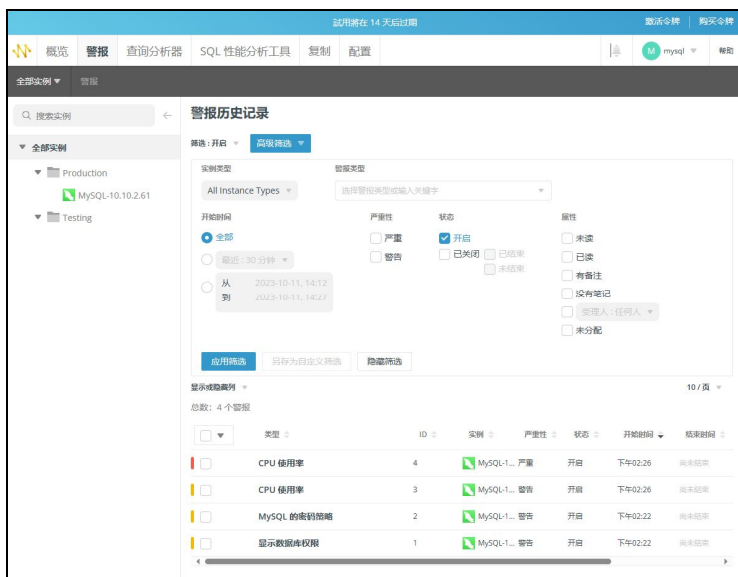 试用将在 14 天后过期
激活令牌 购买令牌
概览 警报 查询分析器 SQL 性能分析工具 复制 配置
M mysql 帮助
全部实例 警报
搜索实例
全部实例
Production
MySQL-10.10.2.61
Testing
警报历史记录
筛选 : 开启 高级筛选
实例类型 警报类型
All Instance Types 选择警报类型或输入关键字
开始时间 严重性 状态 属性
全部 严重 开启 未读
最近 : 30 分钟 警告 已关闭 已结束 已读
未结束 有备注
从 2023-10-11, 14:12
到 2023-10-11, 14:27
没有笔记
受理人 : 任何人
未分配
应用筛选 另存为自定义筛选 隐藏筛选
显示或隐藏列 10 / 页
总数: 4 个警报
类型 ID 实例 严重性 状态 开始时间 结束时间
CPU 使用率 4 MySQL-1... 严重 开启 下午02:26 尚未结束
CPU 使用率 3 MySQL-1... 警告 开启 下午02:26 尚未结束
MySQL 的密码策略 2 MySQL-1... 警告 开启 下午02:22 尚未结束
显示数据库权限 1 MySQL-1... 警告 开启 下午02:22 尚未结束